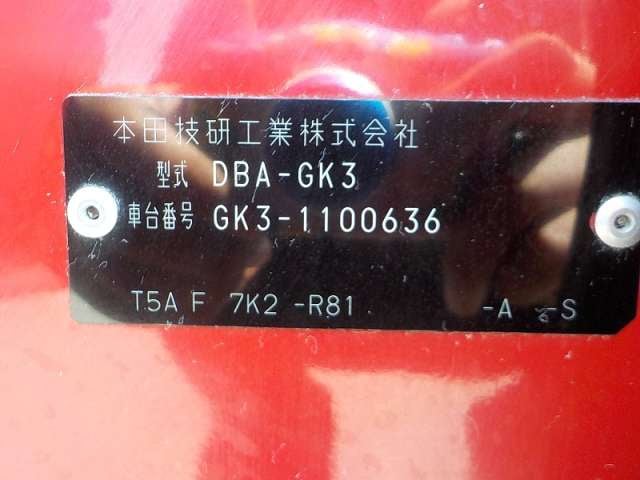 本田技研工業株式会社
型式 DBA-GK3
車台番号 GK3-1100636
T5A F 7K2 -R81 -A -S